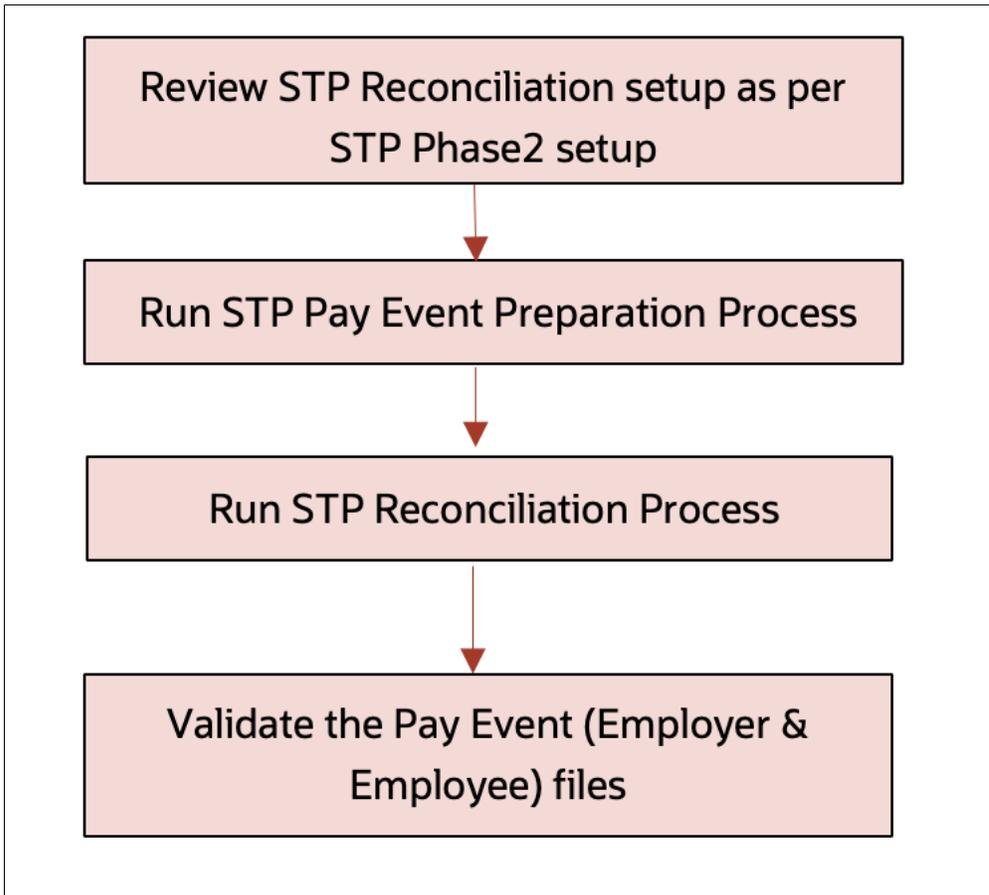 Review STP Reconciliation setup as per
STP Phase2 setup
Run STP Pay Event Preparation Process
Run STP Reconciliation Process
Validate the Pay Event (Employer &
Employee) files